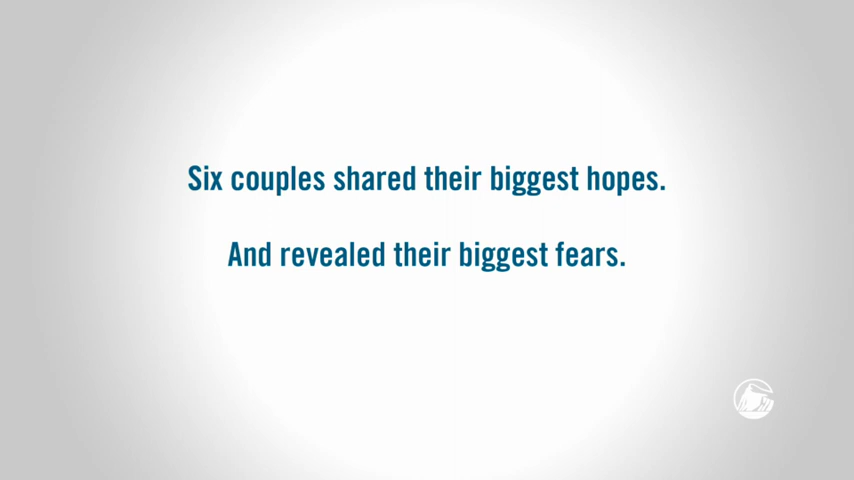 Six couples shared their biggest hopes.
And revealed their biggest fears.